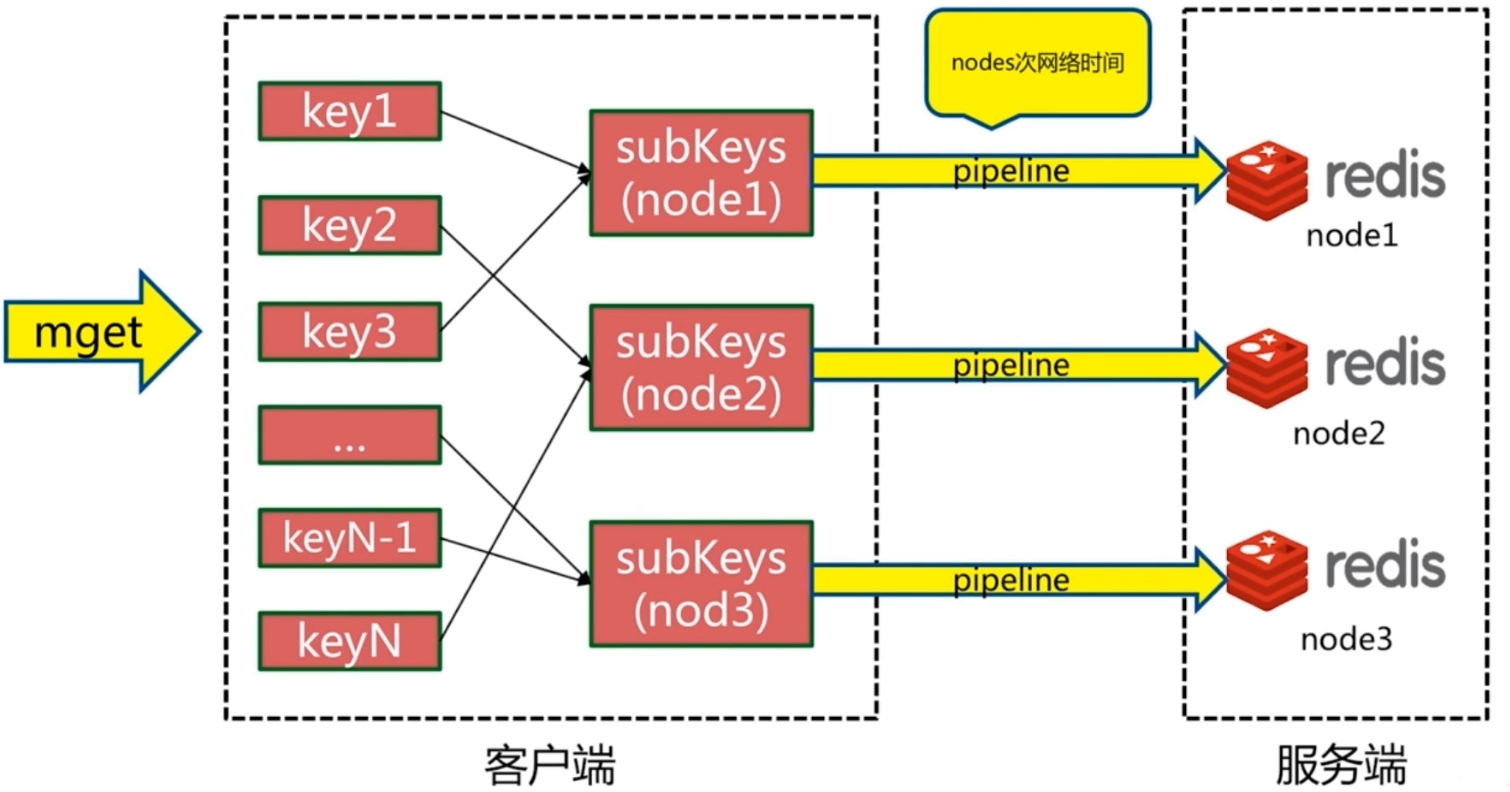 mget
key1
key2
key3
...
keyN-1
keyN
subKeys
(node1)
subKeys
(node2)
subKeys
(nod3)
客户端
nodes次网络时间
pipeline
pipeline
pipeline
redis
node1
redis
node2
redis
node3
服务端